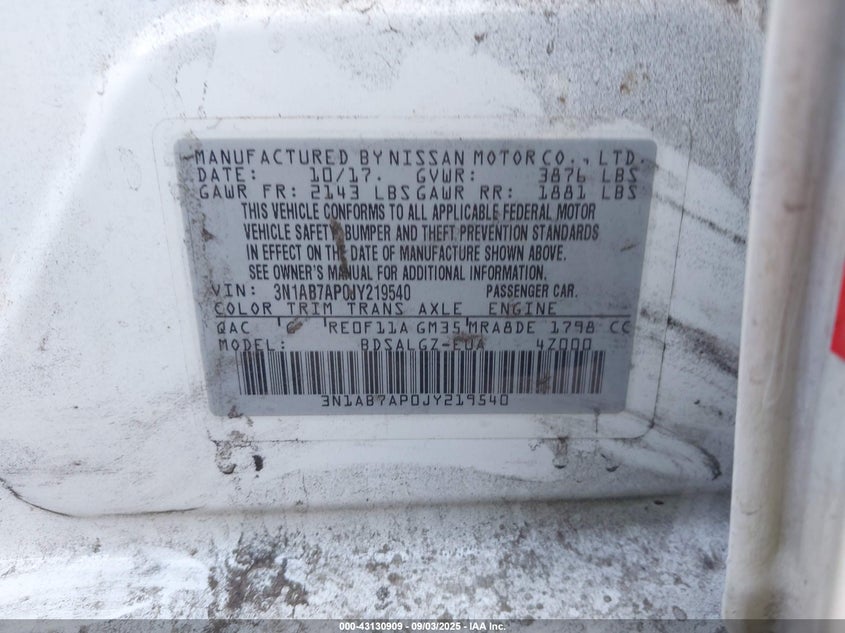 MANUFACTURED BY NISSAN MOTOR CO., LTD.
DATE: 10/17. GVWR: 3876 LBS
GAWR FR: 2143 LBS GAWR RR: 1881 LBS
THIS VEHICLE CONFORMS TO ALL APPLICABLE FEDERAL MOTOR
VEHICLE SAFETY, BUMPER AND THEFT PREVENTION STANDARDS
IN EFFECT ON THE DATE OF MANUFACTURE SHOWN ABOVE.
SEE OWNER'S MANUAL FOR ADDITIONAL INFORMATION.
VIN: 3N1AB7AP0JY219540 PASSENGER CAR.
COLOR TRIM TRANS AXLE ENGINE
QAC G RE0F11A GM35 MRA8DE 1798 CC
MODEL: BDSALGZ-EUA 4Z000
3N1AB7AP0JY219540
000-43130909 - 09/03/2025 - IAA Inc.